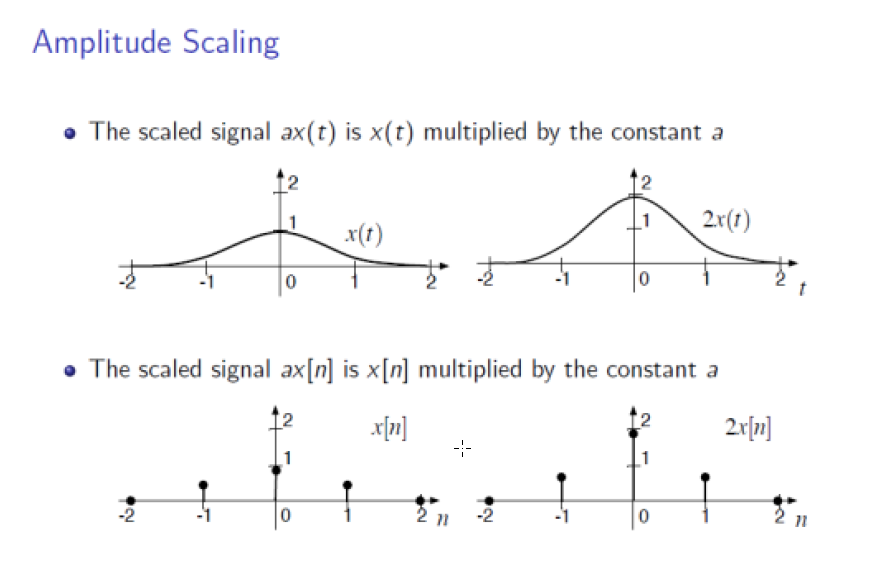 Amplitude Scaling
The scaled signal ax(t) is x(t) multiplied by the constant a
2
1
x(t)
-2 -1 0 1 2
2
1
2x(t)
-2 -1 0 1 2 t
The scaled signal ax[n] is x[n] multiplied by the constant a
2
1
x[n]
-2 -1 0 1 2 n
2
1
2x[n]
-2 -1 0 1 2 n